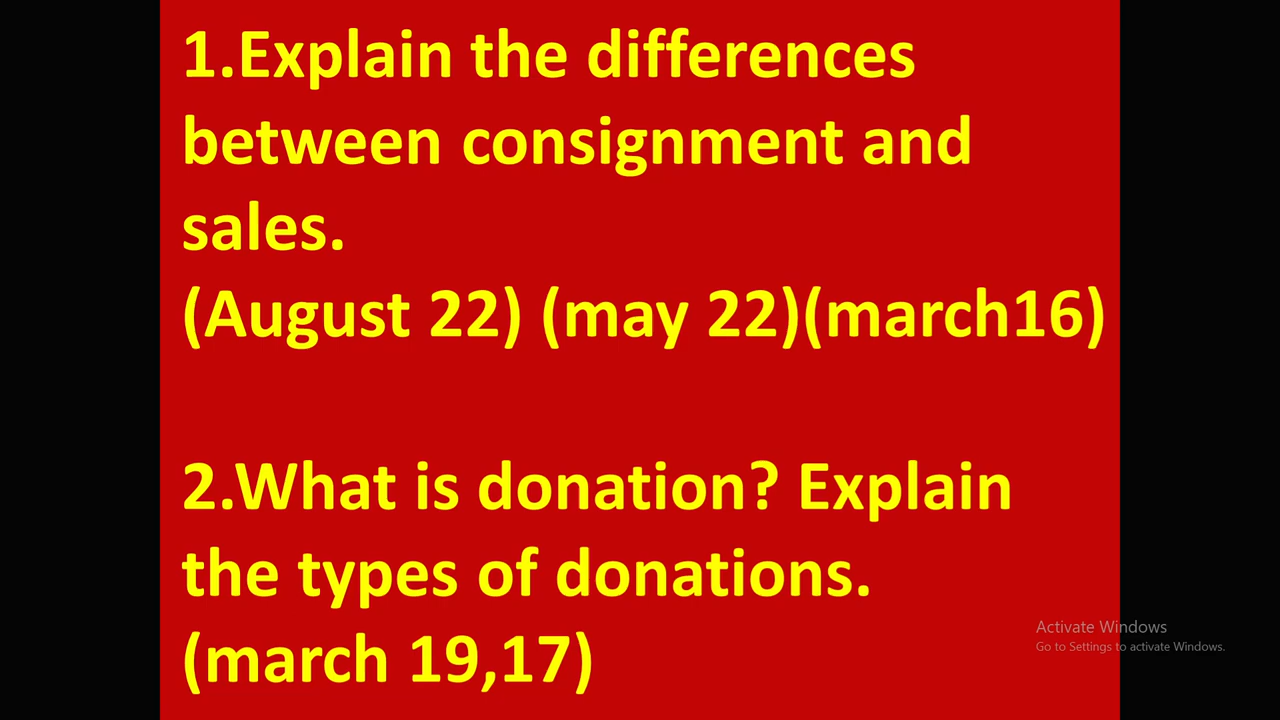 1.Explain the differences
between consignment and
sales.
(August 22) (may 22)(march16)
2.What is donation? Explain
the types of donations.
(march 19,17)
Activate Windows
Go to Settings to activate Windows.